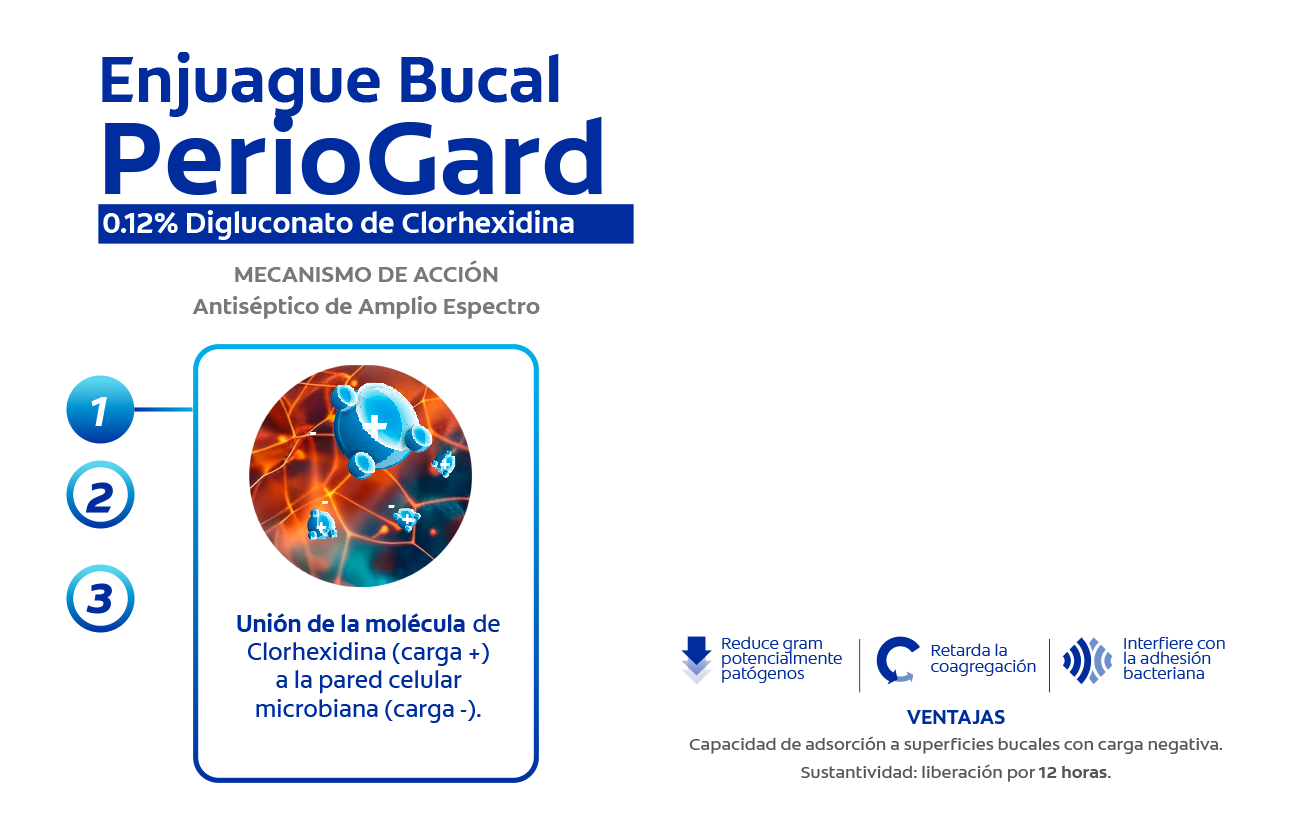 Enjuague Bucal
PerioGard
0.12% Digluconato de Clorhexidina
MECANISMO DE ACCIÓN
Antiséptico de Amplio Espectro
1
2
3
+
-
+
-
-
+
+
Unión de la molécula de
Clorhexidina (carga +)
a la pared celular
microbiana (carga -).
Reduce gram
potencialmente
patógenos
Retarda la
coagregación
Interfiere con
la adhesión
bacteriana
VENTAJAS
Capacidad de adsorción a superficies bucales con carga negativa.
Sustantividad: liberación por 12 horas.